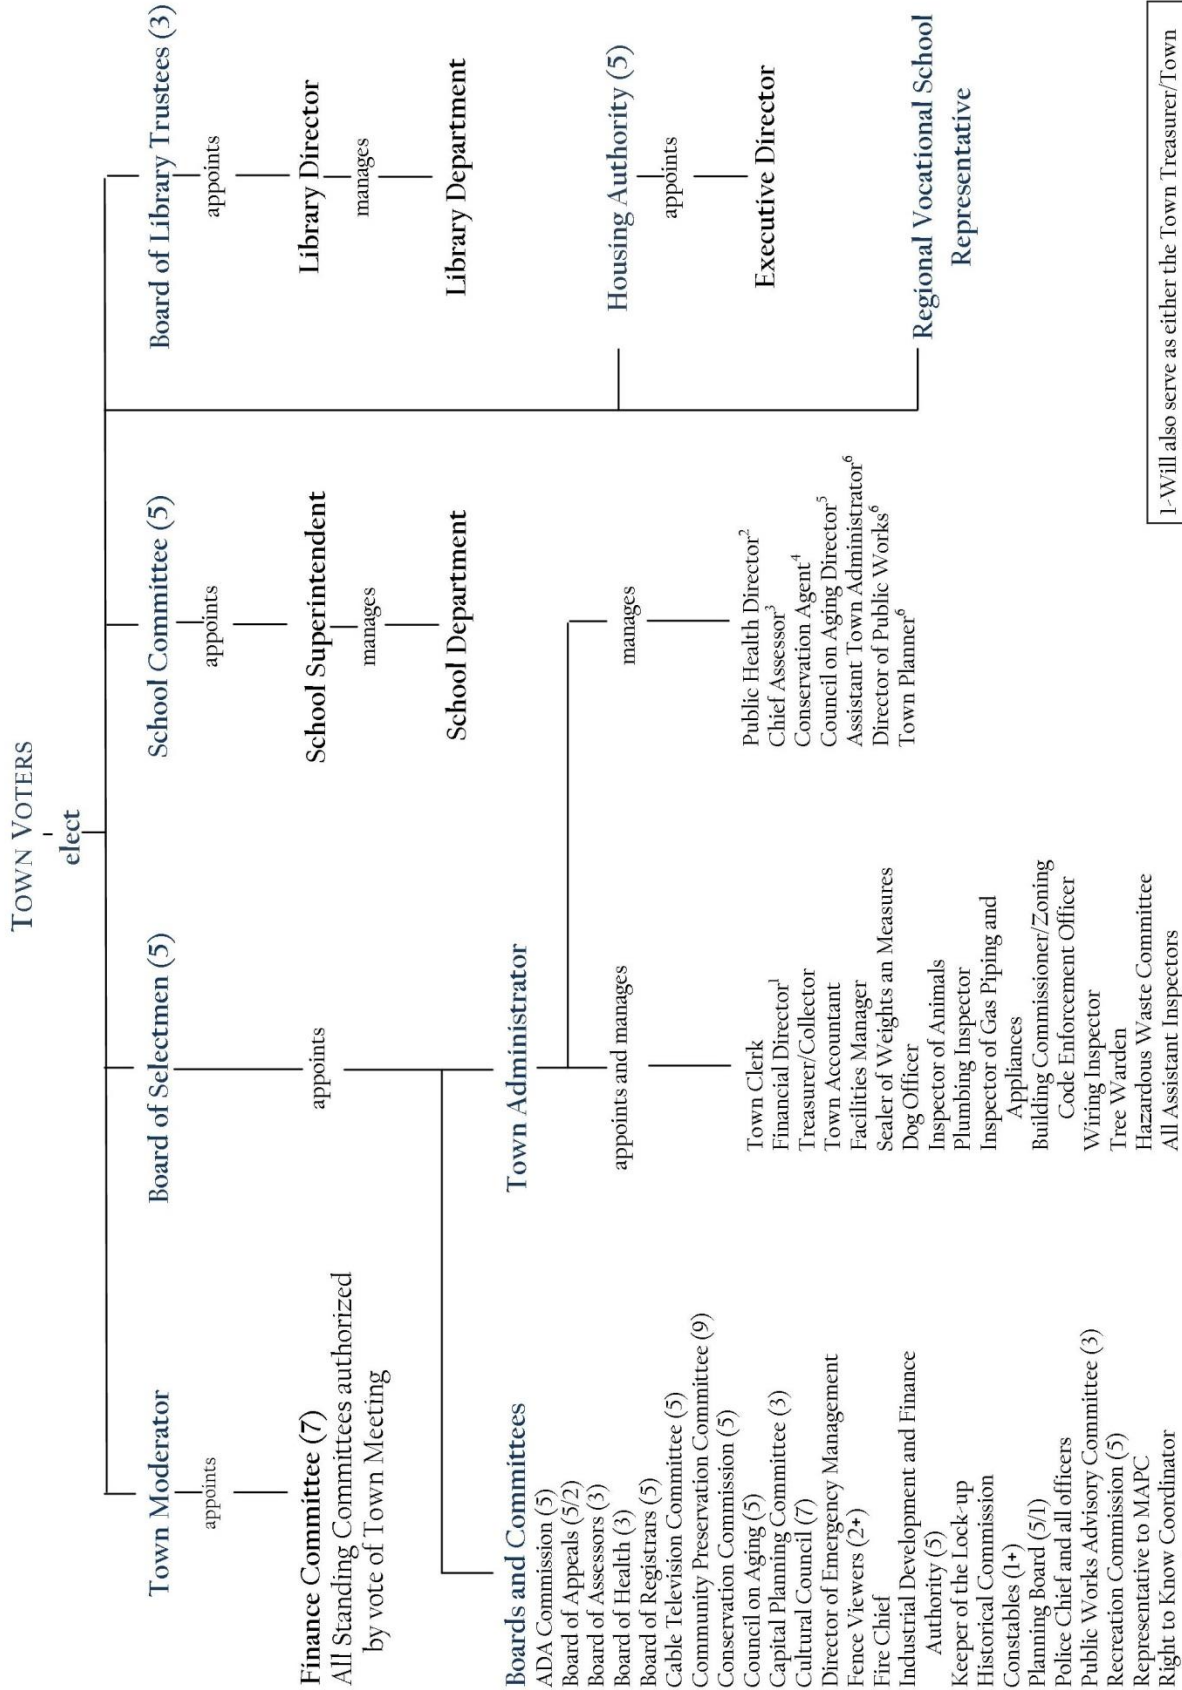 TOWN VOTERS
elect
Town Moderator
appoints
Finance Committee (7)
All Standing Committees authorized
by vote of Town Meeting
Board of Selectmen (5)
appoints
Boards and Committees
ADA Commission (5)
Board of Appeals (5/2)
Board of Assessors (3)
Board of Health (3)
Board of Registrars (5)
Cable Television Committee (5)
Community Preservation Committee (9)
Conservation Commission (5)
Council on Aging (5)
Capital Planning Committee (3)
Cultural Council (7)
Director of Emergency Management
Fence Viewers (2+)
Fire Chief
Industrial Development and Finance
Authority (5)
Keeper of the Lock-up
Historical Commission
Constables (1+)
Planning Board (5/1)
Police Chief and all officers
Public Works Advisory Committee (3)
Recreation Commission (5)
Representative to MAPC
Right to Know Coordinator
Town Administrator
appoints and manages
Town Clerk
Financial Director¹
Treasurer/Collector
Town Accountant
Facilities Manager
Sealer of Weights an Measures
Dog Officer
Inspector of Animals
Plumbing Inspector
Inspector of Gas Piping and
Appliances
Building Commissioner/Zoning
Code Enforcement Officer
Wiring Inspector
Tree Warden
Hazardous Waste Committee
All Assistant Inspectors
manages
Public Health Director²
Chief Assessor³
Conservation Agent⁴
Council on Aging Director⁵
Assistant Town Administrator⁶
Director of Public Works⁶
Town Planner⁶
School Committee (5)
appoints
School Superintendent
manages
School Department
Board of Library Trustees (3)
appoints
Library Director
manages
Library Department
Housing Authority (5)
appoints
Executive Director
Regional Vocational School
Representative
1-Will also serve as either the Town Treasurer/Town